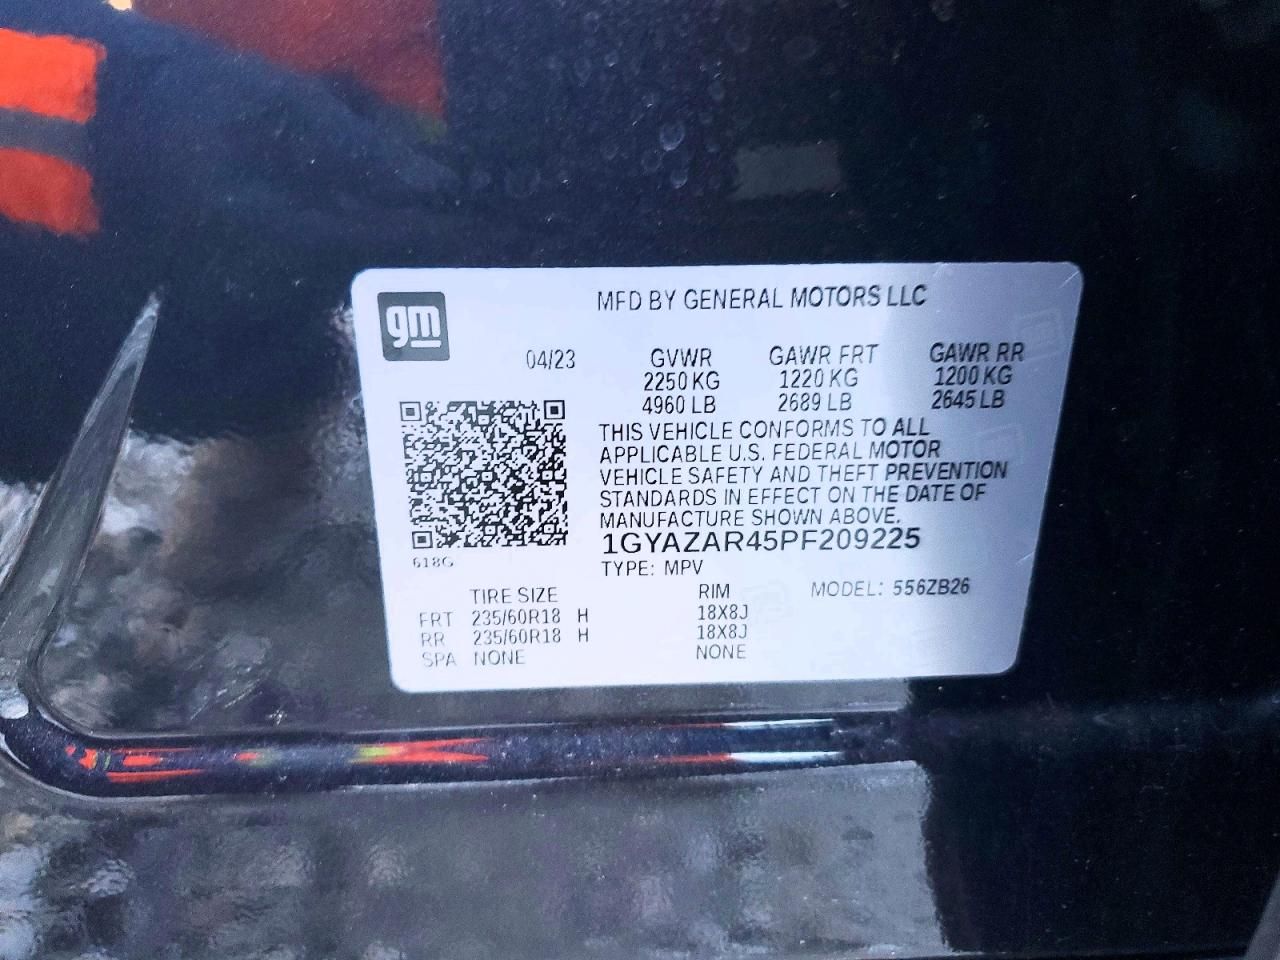 gm
MFD BY GENERAL MOTORS LLC
04/23 GVWR GAWR FRT GAWR RR
2250 KG 1220 KG 1200 KG
4960 LB 2689 LB 2645 LB
THIS VEHICLE CONFORMS TO ALL
APPLICABLE U.S. FEDERAL MOTOR
VEHICLE SAFETY AND THEFT PREVENTION
STANDARDS IN EFFECT ON THE DATE OF
MANUFACTURE SHOWN ABOVE.
1GYAZAR45PF209225
618G
TYPE: MPV
TIRE SIZE RIM MODEL: 556ZB26
FRT 235/60R18 H 18X8J
RR 235/60R18 H 18X8J
SPA NONE NONE